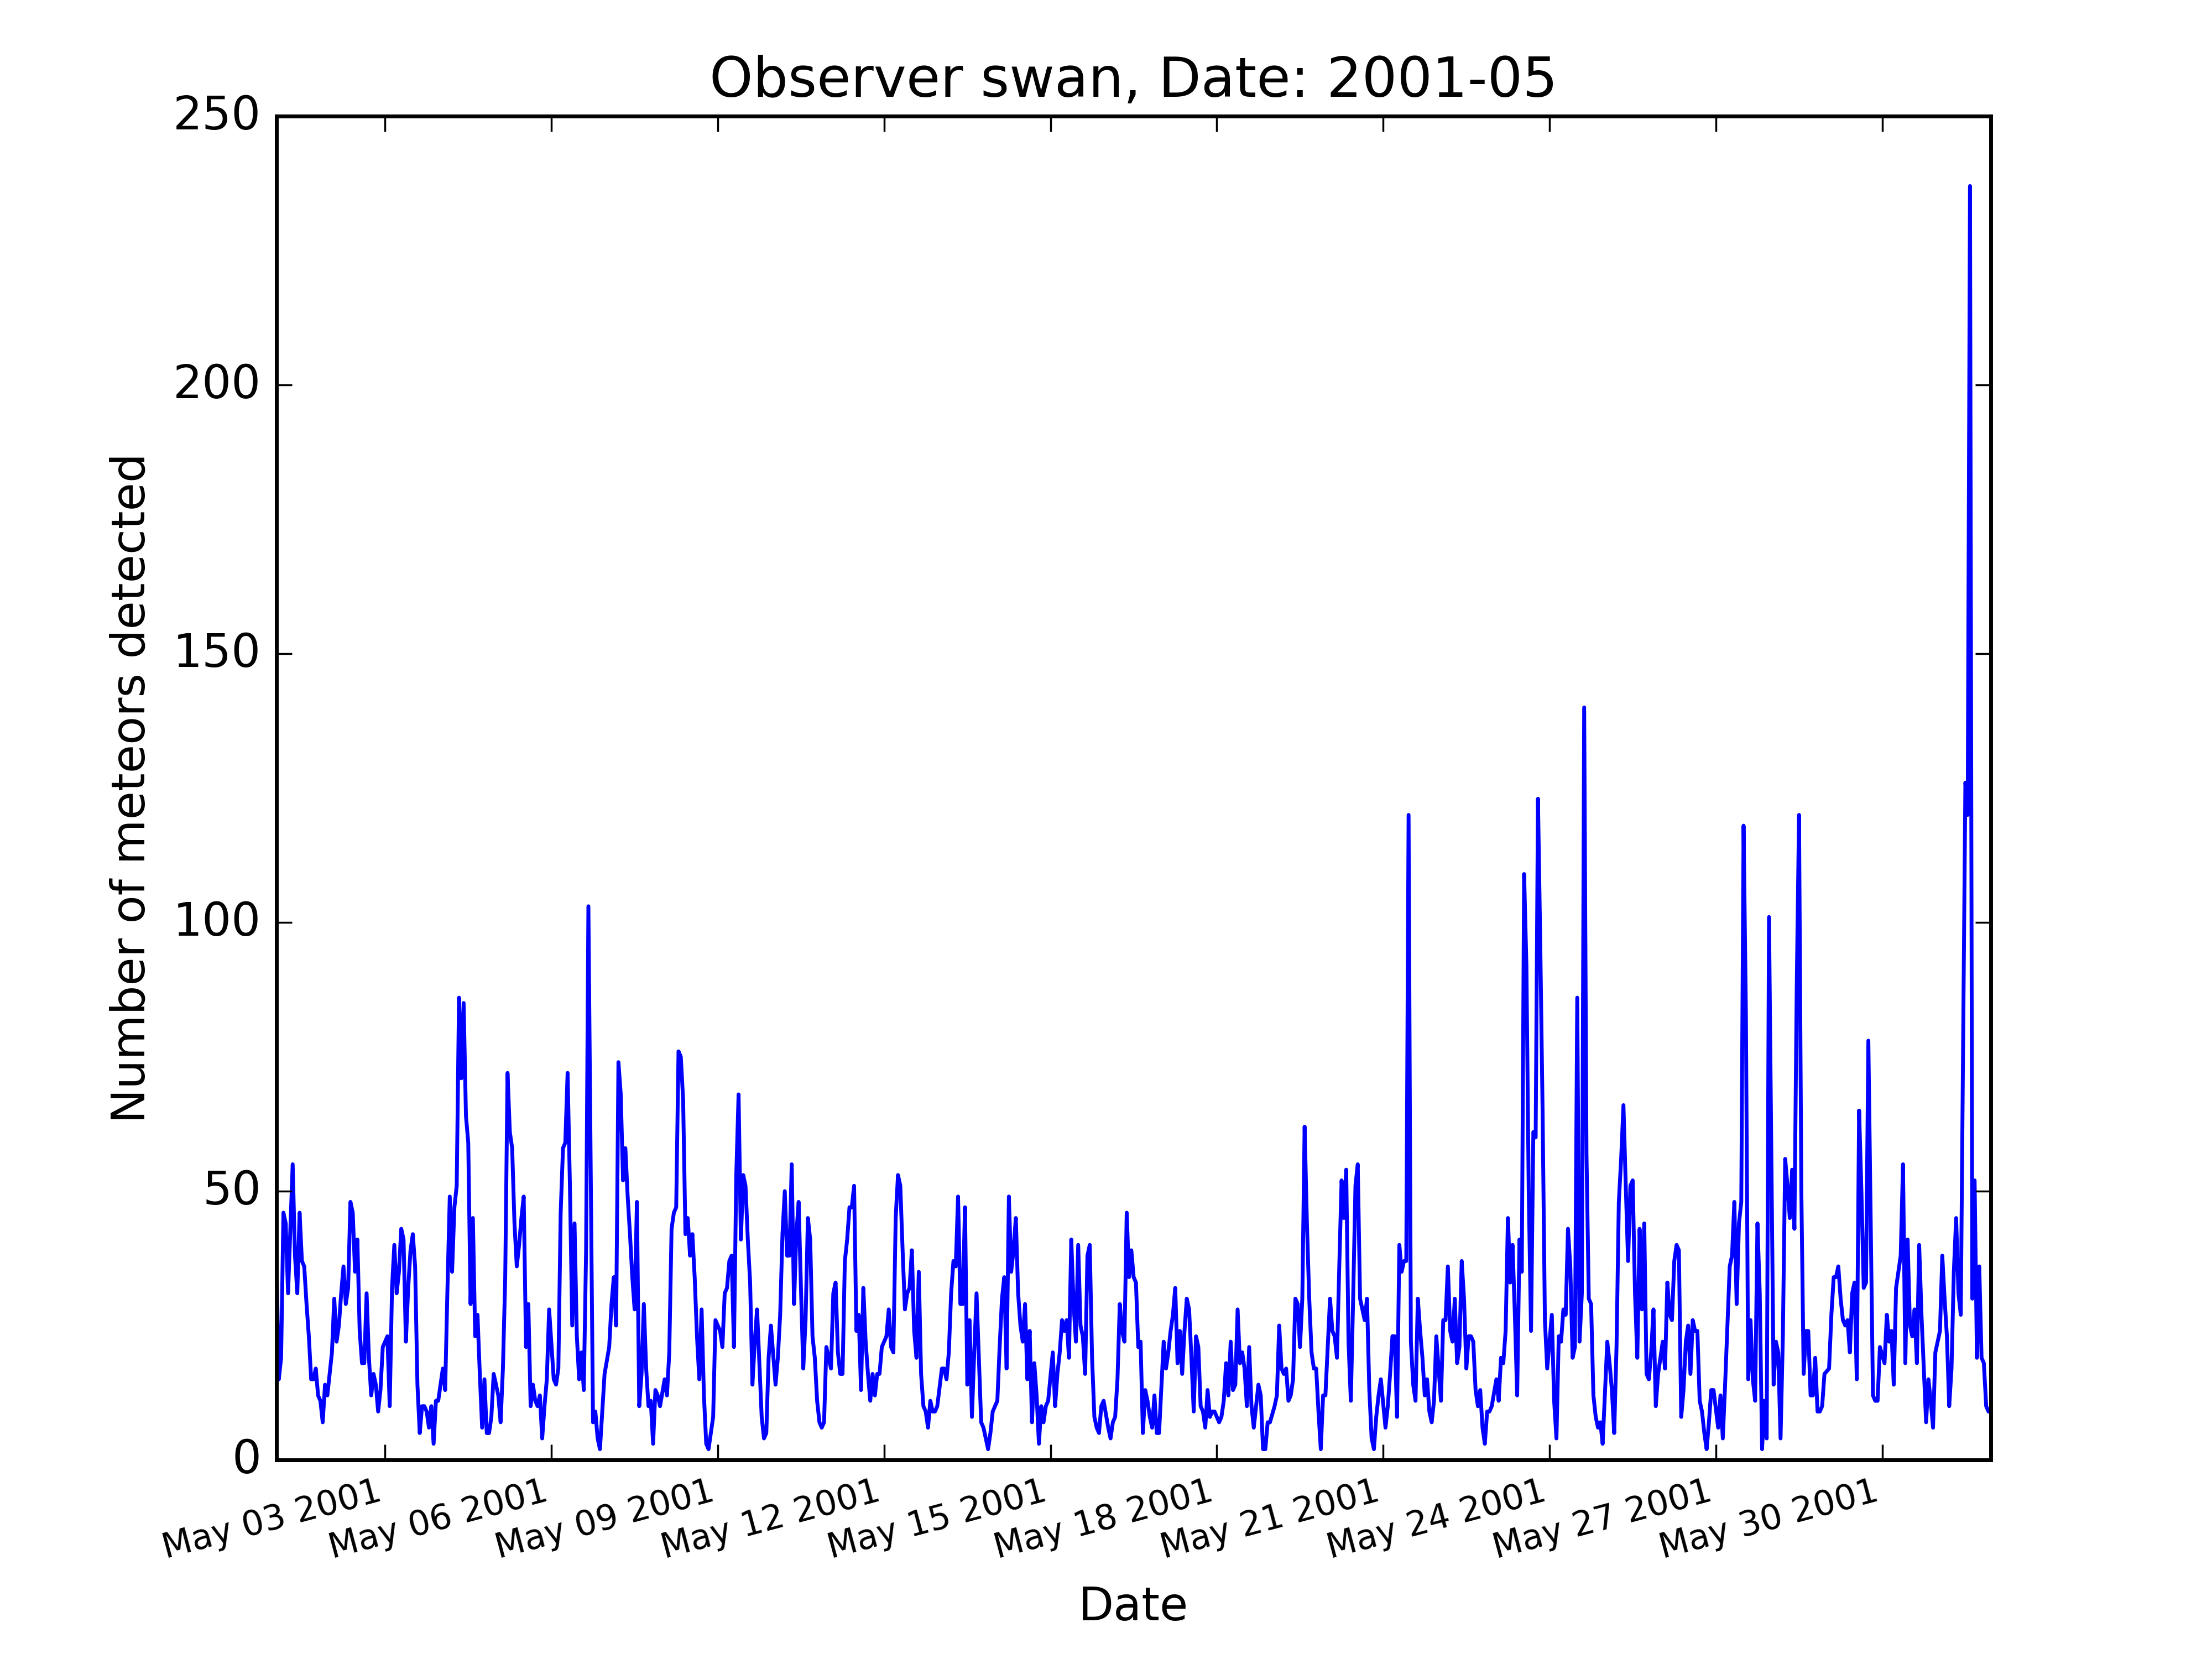 Observer swan, Date: 2001-05
250
200
150
100
50
0
Number of meteors detected
May 03 2001
May 06 2001
May 09 2001
May 12 2001
May 15 2001
May 18 2001
May 21 2001
May 24 2001
May 27 2001
May 30 2001
Date